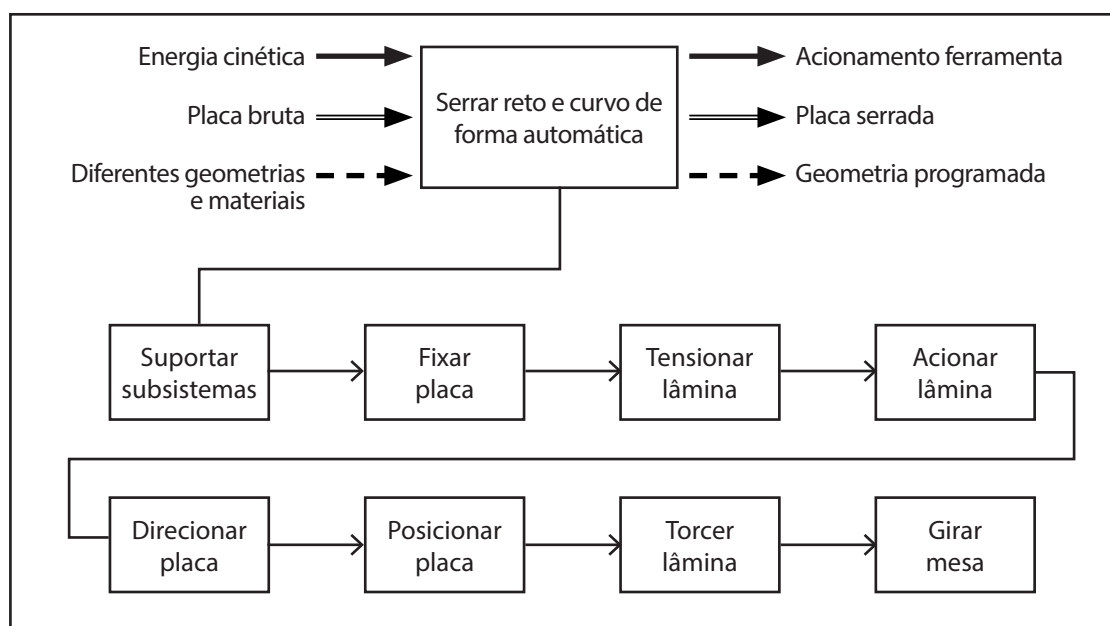 Energia cinética
Serrar reto e curvo de
forma automática
Acionamento ferramenta
Placa bruta
Placa serrada
Diferentes geometrias
e materiais
Geometria programada
Suportar
subsistemas
Fixar
placa
Tensionar
lâmina
Acionar
lâmina
Direcionar
placa
Posicionar
placa
Torcer
lâmina
Girar
mesa